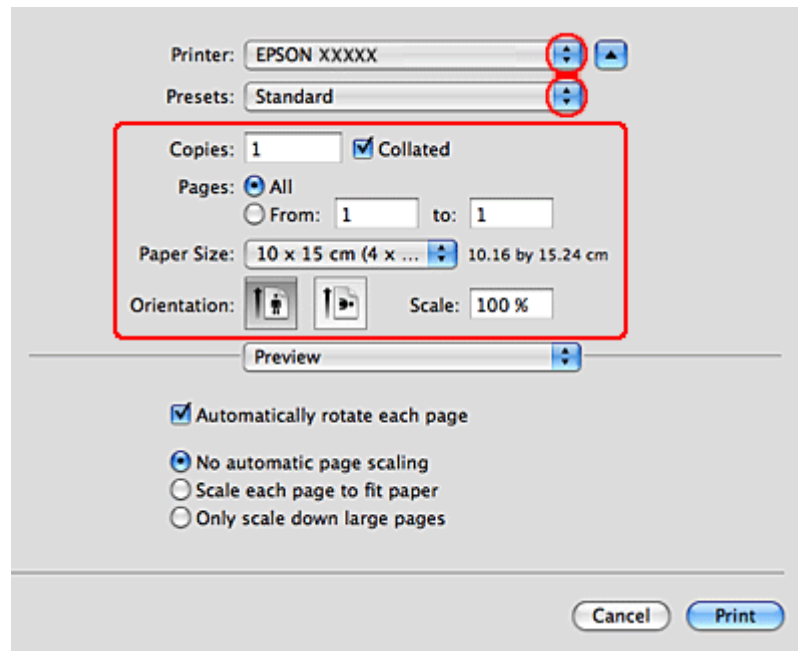 Printer: EPSON XXXXX
Presets: Standard
Copies: 1 Collated
Pages: All
From: 1 to: 1
Paper Size: 10 x 15 cm (4 x ... 10.16 by 15.24 cm
Orientation: Scale: 100 %
Preview
Automatically rotate each page
No automatic page scaling
Scale each page to fit paper
Only scale down large pages
Cancel Print